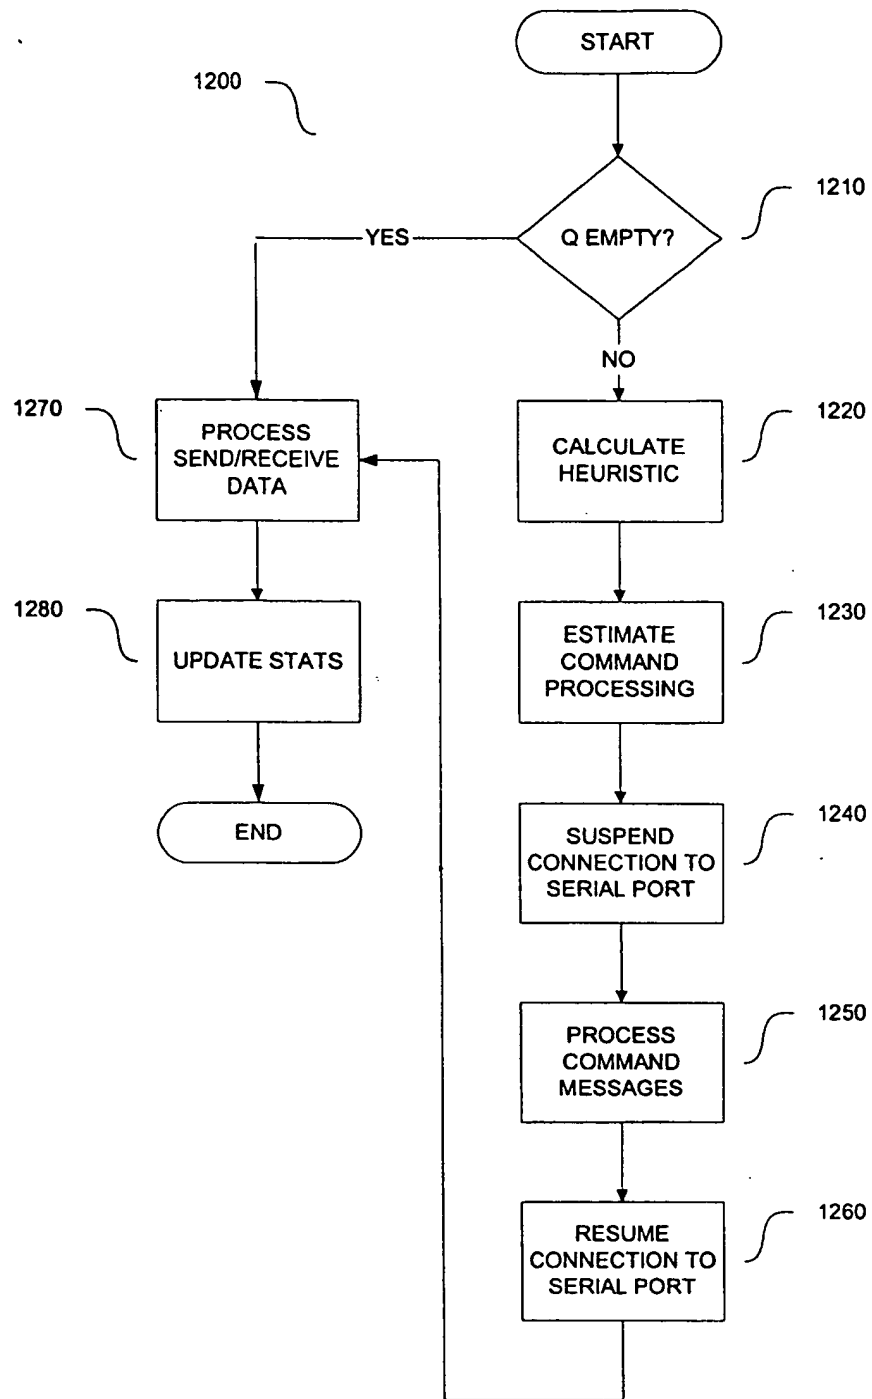 START
1200
1210
Q EMPTY?
YES
NO
1270
PROCESS
SEND/RECEIVE
DATA
1220
CALCULATE
HEURISTIC
1280
UPDATE STATS
1230
ESTIMATE
COMMAND
PROCESSING
END
1240
SUSPEND
CONNECTION TO
SERIAL PORT
1250
PROCESS
COMMAND
MESSAGES
1260
RESUME
CONNECTION TO
SERIAL PORT